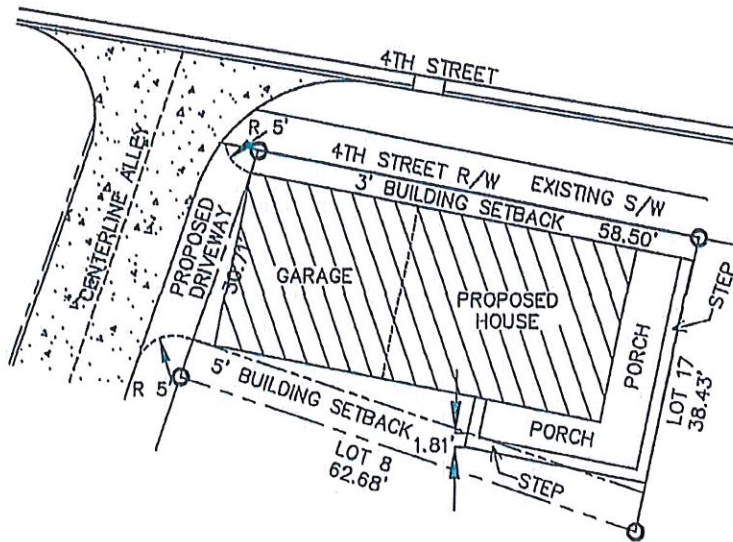 4TH STREET
CENTERLINE ALLEY
R 5'
4TH STREET R/W
EXISTING S/W
3' BUILDING SETBACK
58.50'
PROPOSED
DRIVEWAY
GARAGE
PROPOSED
HOUSE
STEP
PORCH
LOT 17
38.43'
R 5'
5' BUILDING SETBACK
1.81'
PORCH
LOT 8
62.68'
STEP